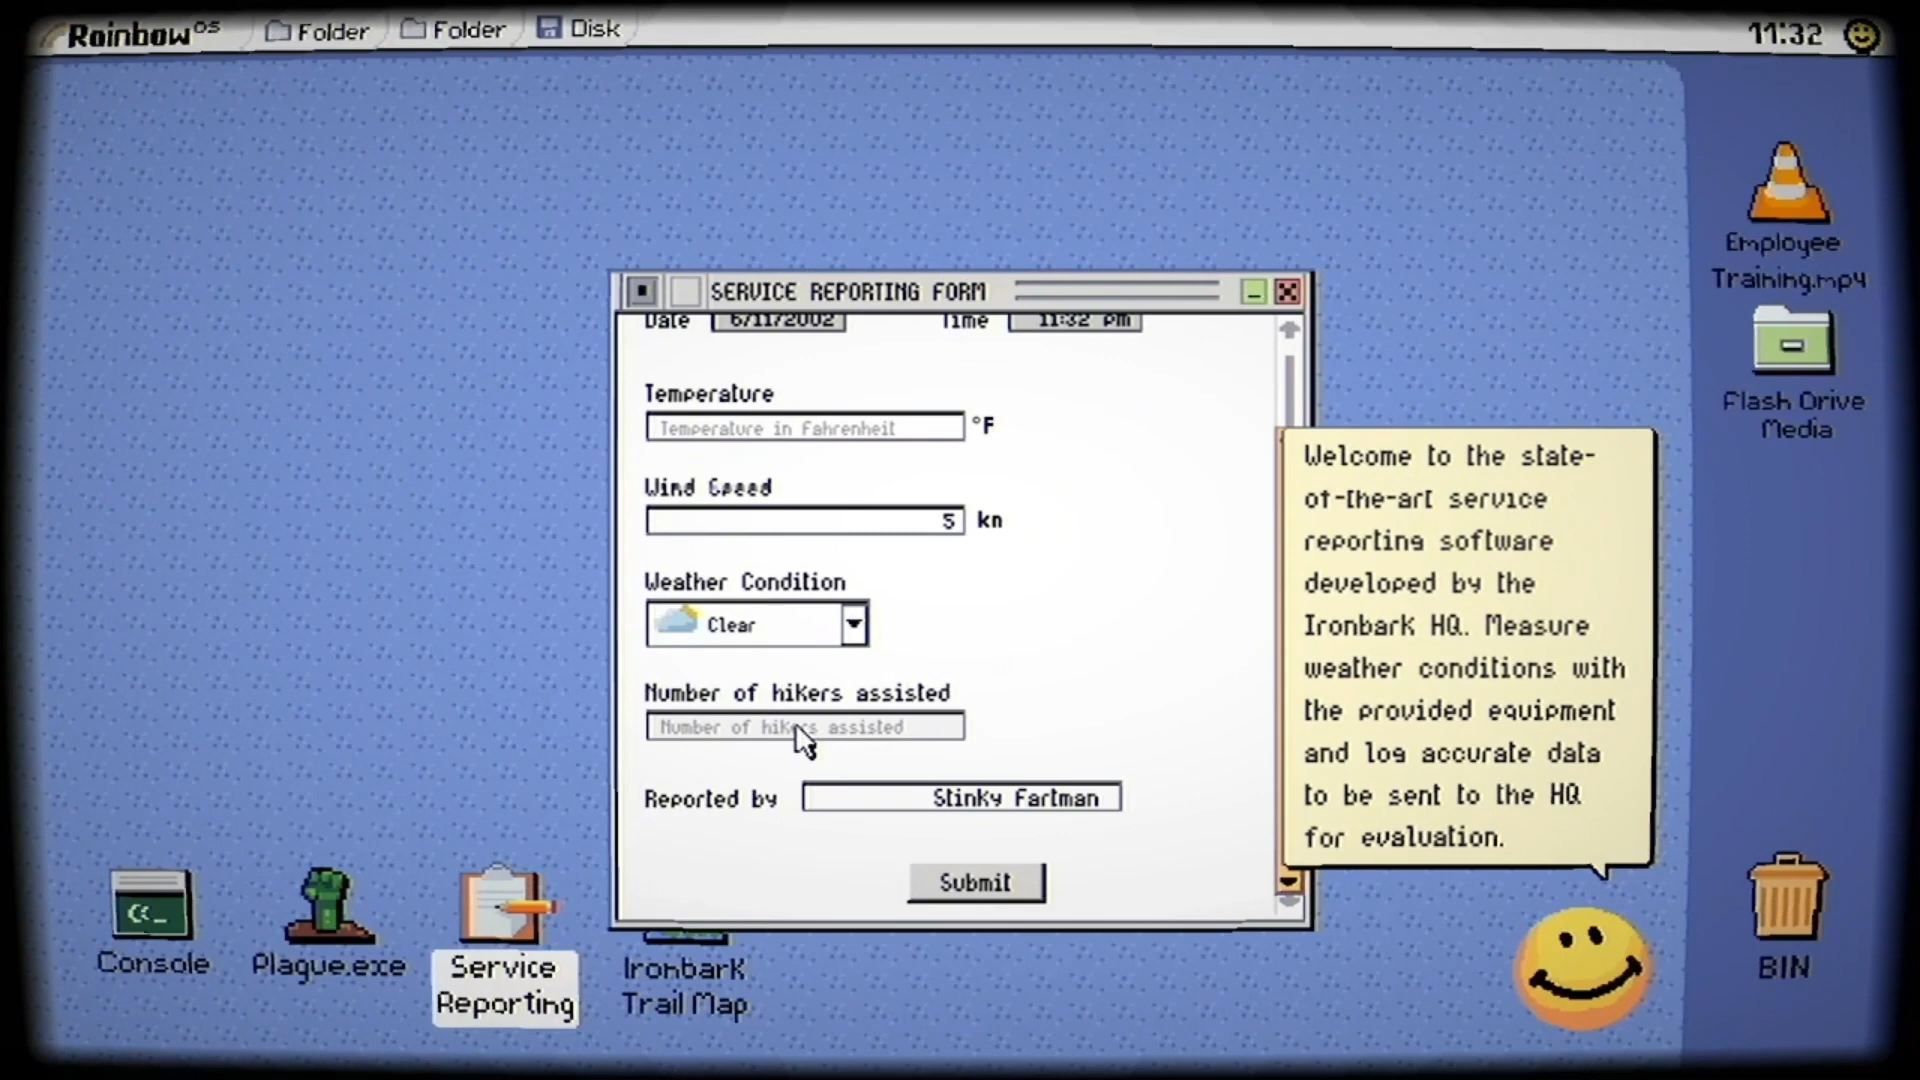 RainbowOS
Folder
Folder
Disk
11:32
Employee
Training.mp4
Flash Drive
Media
SERVICE REPORTING FORM
Date 6/11/2002 Time 11:32 pm
Temperature
Temperature in Fahrenheit °F
Wind Speed
5 kn
Weather Condition
Clear
Number of hikers assisted
Number of hikers assisted
Reported by Stinky Fartman
Submit
Welcome to the state-
of-the-art service
reporting software
developed by the
Ironbark HQ. Measure
weather conditions with
the provided equipment
and log accurate data
to be sent to the HQ
for evaluation.
Console
Plague.exe
Service
Reporting
Ironbark
Trail Map
BIN